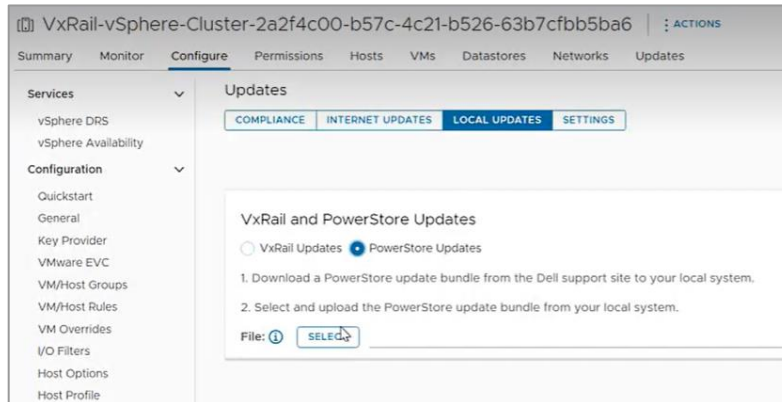 VxRail-vSphere-Cluster-2a2f4c00-b57c-4c21-b526-63b7cfbb5ba6 ACTIONS
Summary Monitor Configure Permissions Hosts VMs Datastores Networks Updates
Services
vSphere DRS
vSphere Availability
Configuration
Quickstart
General
Key Provider
VMware EVC
VM/Host Groups
VM/Host Rules
VM Overrides
I/O Filters
Host Options
Host Profile
Updates
COMPLIANCE INTERNET UPDATES LOCAL UPDATES SETTINGS
VxRail and PowerStore Updates
VxRail Updates PowerStore Updates
1. Download a PowerStore update bundle from the Dell support site to your local system.
2. Select and upload the PowerStore update bundle from your local system.
File: SELECT